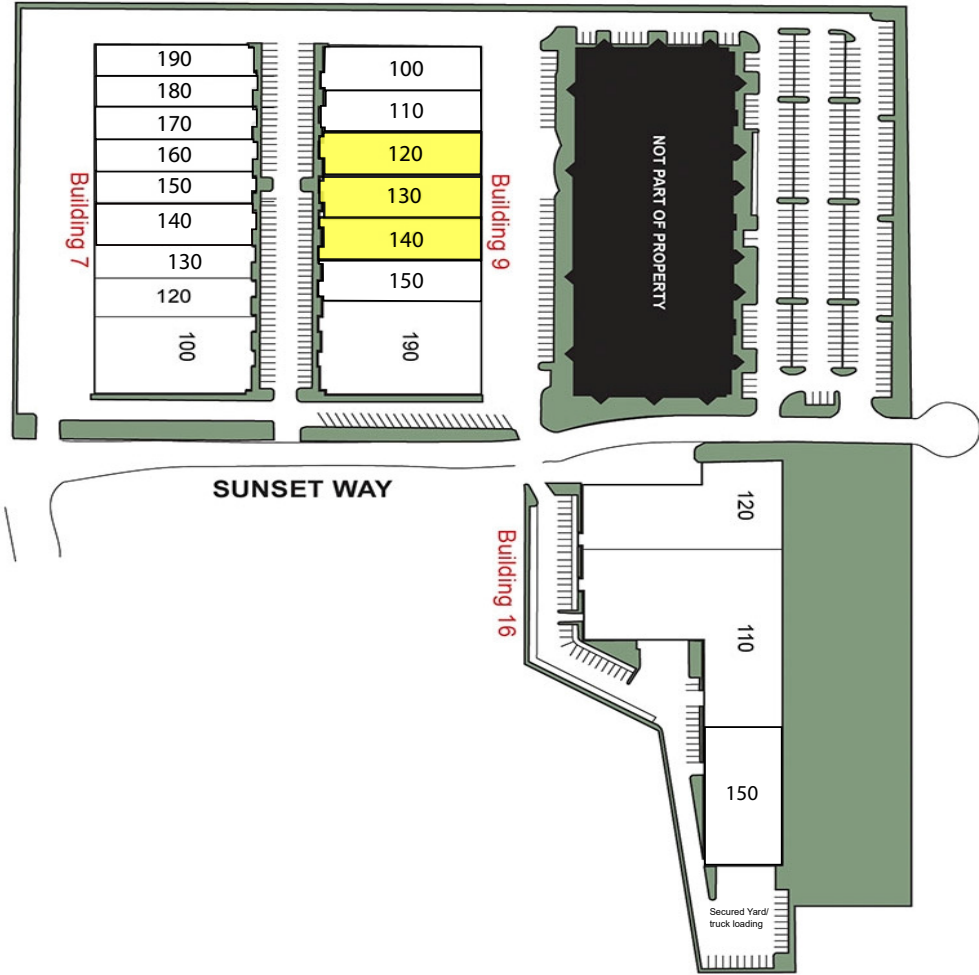 190
180
170
160
150
140
130
120
100
Building 7
100
110
120
130
140
150
190
Building 9
NOT PART OF PROPERTY
SUNSET WAY
Building 16
120
110
150
Secured Yard/
truck loading